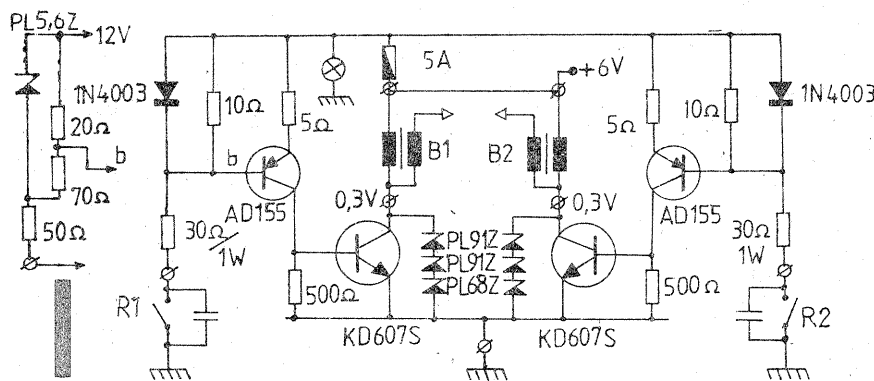 PL5,6Z
12V
1N4003
10Ω
5Ω
5A
+6V
5Ω
10Ω
1N4003
20Ω
b
70Ω
50Ω
b
AD155
B1
B2
AD155
30Ω
1W
0,3V
0,3V
30Ω
1W
PL91Z
PL91Z
PL68Z
R1
500Ω
500Ω
R2
KD607S
KD607S